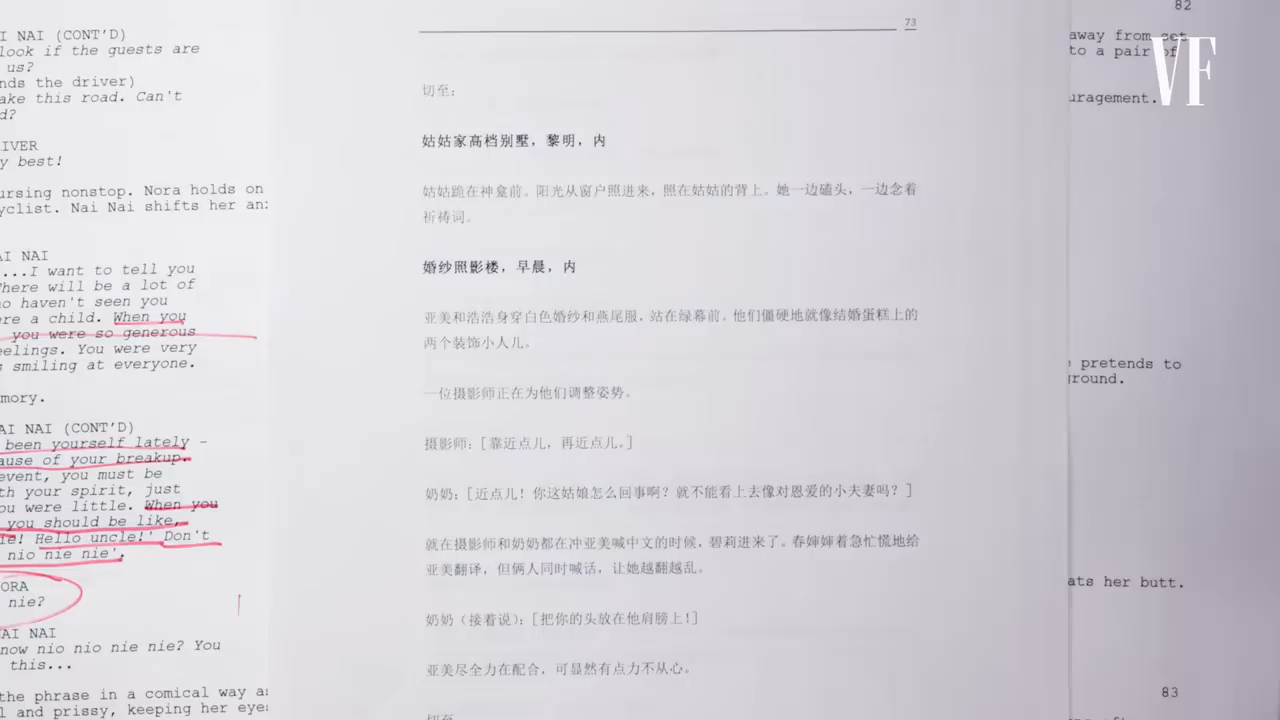 I NAI (CONT'D)
look if the guests are
us?
nds the driver)
ake this road. Can't
d?
IVER
y best!
ursing nonstop. Nora holds on
yclist. Nai Nai shifts her an
AI NAI
...I want to tell you
here will be a lot of
o haven't seen you
ere a child. When you
you were so generous
eelings. You were very
s smiling at everyone.
mory.
AI NAI (CONT'D)
been yourself lately -
ause of your breakup.
event, you must be
th your spirit, just
ou were little. When you
you should be like,
ie! Hello uncle!' Don't
nio nie nie'.
ORA
nie?
AI NAI
now nio nio nie nie? You
this...
the phrase in a comical way as
l and prissy, keeping her eye
73
切至：
姑姑家高档别墅，黎明，内
姑姑跪在神龛前。阳光从窗户照进来，照在姑姑的背上。她一边磕头，一边念着
祈祷词。
婚纱照影楼，早晨，内
亚美和浩浩身穿白色婚纱和燕尾服，站在绿幕前。他们僵硬地就像结婚蛋糕上的
两个装饰小人儿。
一位摄影师正在为他们调整姿势。
摄影师：[靠近点儿，再近点儿。]
奶奶：[近点儿！你这姑娘怎么回事啊？就不能看上去像对恩爱的小夫妻吗？]
就在摄影师和奶奶都在冲亚美喊中文的时候，碧莉进来了。春婶婶着急忙慌地给
亚美翻译，但俩人同时喊话，让她越翻越乱。
奶奶（接着说）：[把你的头放在他肩膀上！]
亚美尽全力在配合，可显然有点力不从心。
切至
82
away from set
to a pair of
uragement.
VF
pretends to
ground.
ats her butt.
83